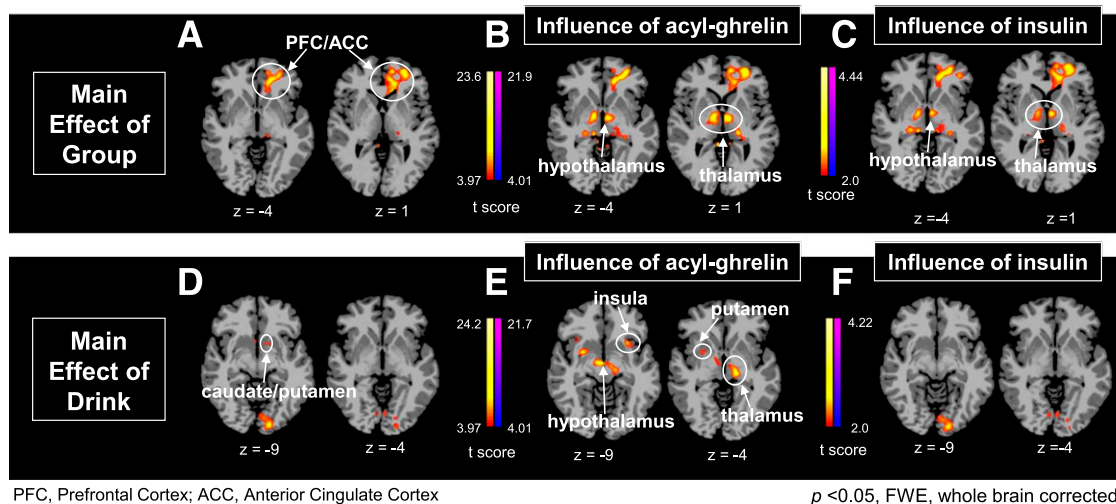 A
PFC/ACC
Main
Effect of
Group
z = -4
z = 1
23.6
21.9
3.97
4.01
t score
B
Influence of acyl-ghrelin
hypothalamus
thalamus
z = -4
z = 1
4.44
2.0
t score
C
Influence of insulin
hypothalamus
thalamus
z = -4
z =1
D
Main
Effect of
Drink
caudate/putamen
z = -9
z = -4
24.2
21.7
3.97
4.01
t score
E
Influence of acyl-ghrelin
insula
putamen
hypothalamus
thalamus
z = -9
z = -4
4.22
2.0
t score
F
Influence of insulin
z = -9
z = -4
PFC, Prefrontal Cortex; ACC, Anterior Cingulate Cortex
p <0.05, FWE, whole brain corrected